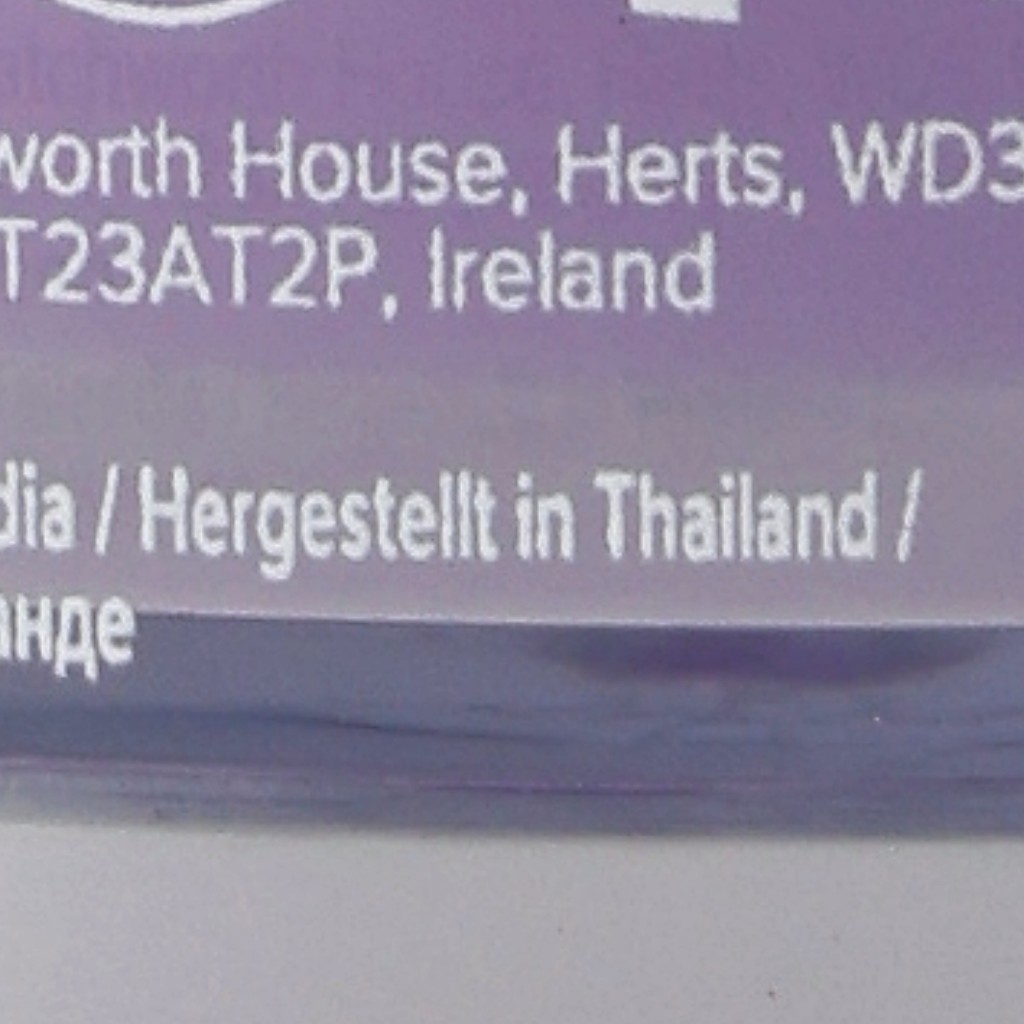 worth House, Herts, WD3
T23AT2P, Ireland
dia / Hergestellt in Thailand /
анде